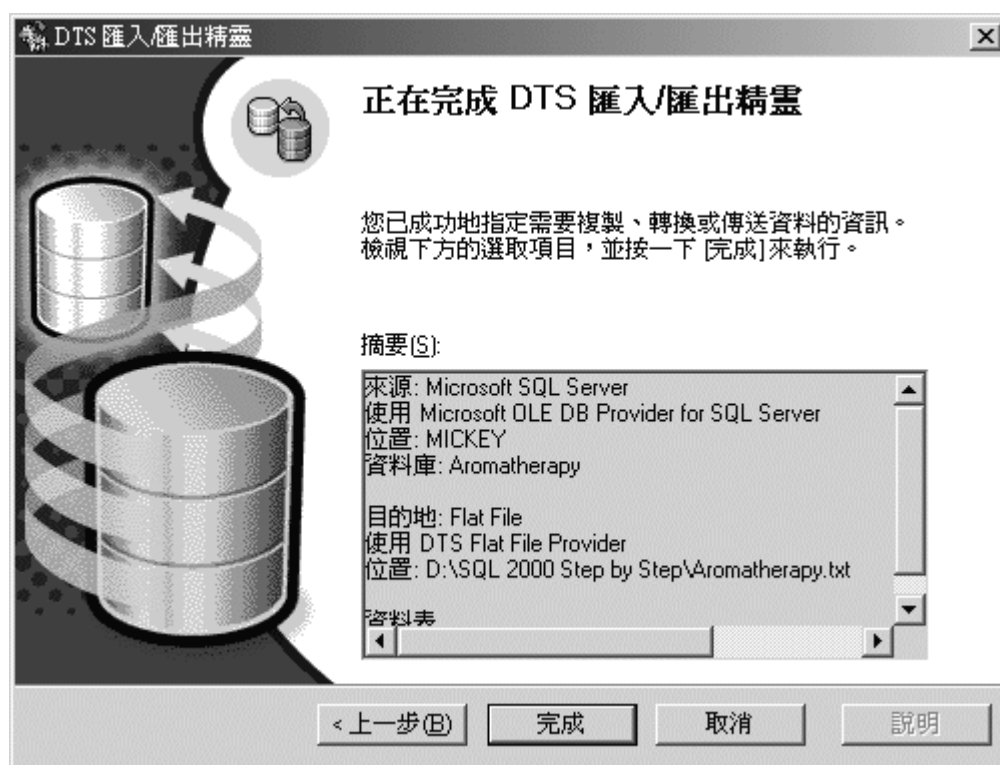 DTS 匯入/匯出精靈
正在完成 DTS 匯入/匯出精靈
您已成功地指定需要複製、轉換或傳送資料的資訊。
檢視下方的選取項目，並按一下 [完成] 來執行。
摘要(S):
來源: Microsoft SQL Server
使用 Microsoft OLE DB Provider for SQL Server
位置: MICKEY
資料庫: Aromatherapy
目的地: Flat File
使用 DTS Flat File Provider
位置: D:\SQL 2000 Step by Step\Aromatherapy.txt
資料表
< 上一步(B)
完成
取消
說明